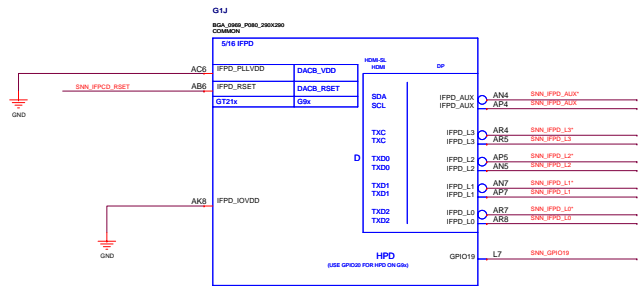 G1J
BGA_0969_P080_290X290
COMMON
5/16 IFPD
HDMI-SL
HDMI
DP
AC6 IFPD_PLLVDD DACB_VDD
SNN_IFPCD_RSET AB6 IFPD_RSET DACB_RSET
GT21x G9x
GND
SDA IFPD_AUX AN4 SNN_IFPD_AUX*
SCL IFPD_AUX AP4 SNN_IFPD_AUX
TXC IFPD_L3 AR4 SNN_IFPD_L3*
TXC IFPD_L3 AR5 SNN_IFPD_L3
D
TXD0 IFPD_L2 AP5 SNN_IFPD_L2*
TXD0 IFPD_L2 AN5 SNN_IFPD_L2
TXD1 IFPD_L1 AN7 SNN_IFPD_L1*
TXD1 IFPD_L1 AP7 SNN_IFPD_L1
AK8 IFPD_IOVDD
TXD2 IFPD_L0 AR7 SNN_IFPD_L0*
TXD2 IFPD_L0 AR8 SNN_IFPD_L0
GND
HPD GPIO19 L7 SNN_GPIO19
(USE GPIO20 FOR HPD ON G9x)